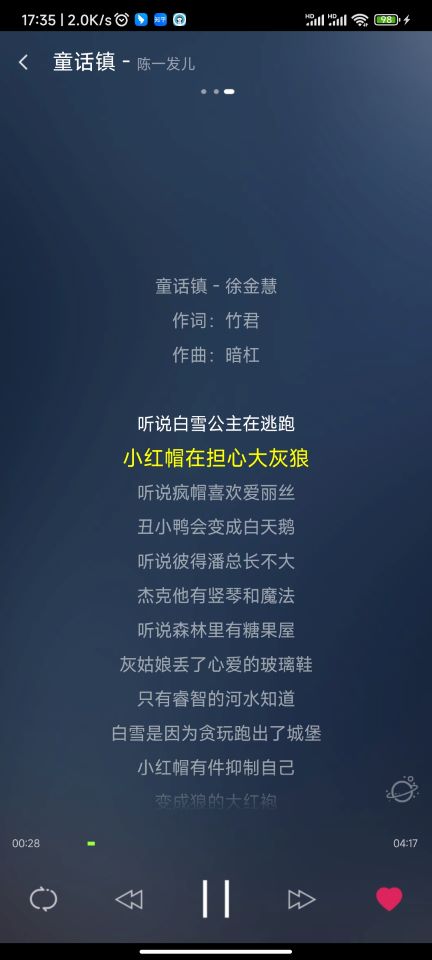 17:35 | 2.0K/s
知乎
HD HD 98
童话镇 - 陈一发儿
童话镇 - 徐金慧
作词：竹君
作曲：暗杠
听说白雪公主在逃跑
小红帽在担心大灰狼
听说疯帽喜欢爱丽丝
丑小鸭会变成白天鹅
听说彼得潘总长不大
杰克他有竖琴和魔法
听说森林里有糖果屋
灰姑娘丢了心爱的玻璃鞋
只有睿智的河水知道
白雪是因为贪玩跑出了城堡
小红帽有件抑制自己
变成狼的大红袍
00:28
04:17